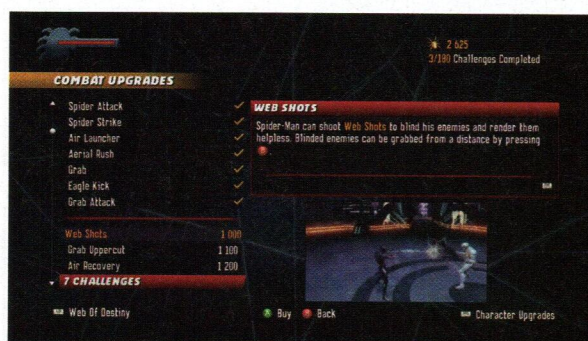 2 625
3/180 Challenges Completed
COMBAT UPGRADES
Spider Attack
Spider Strike
Air Launcher
Aerial Rush
Grab
Eagle Kick
Grab Attack
Web Shots 1 000
Grab Uppercut 1 100
Air Recovery 1 200
7 CHALLENGES
WEB SHOTS
Spider-Man can shoot Web Shots to blind his enemies and render them
helpless. Blinded enemies can be grabbed from a distance by pressing
Web Of Destiny
Buy
Back
Character Upgrades